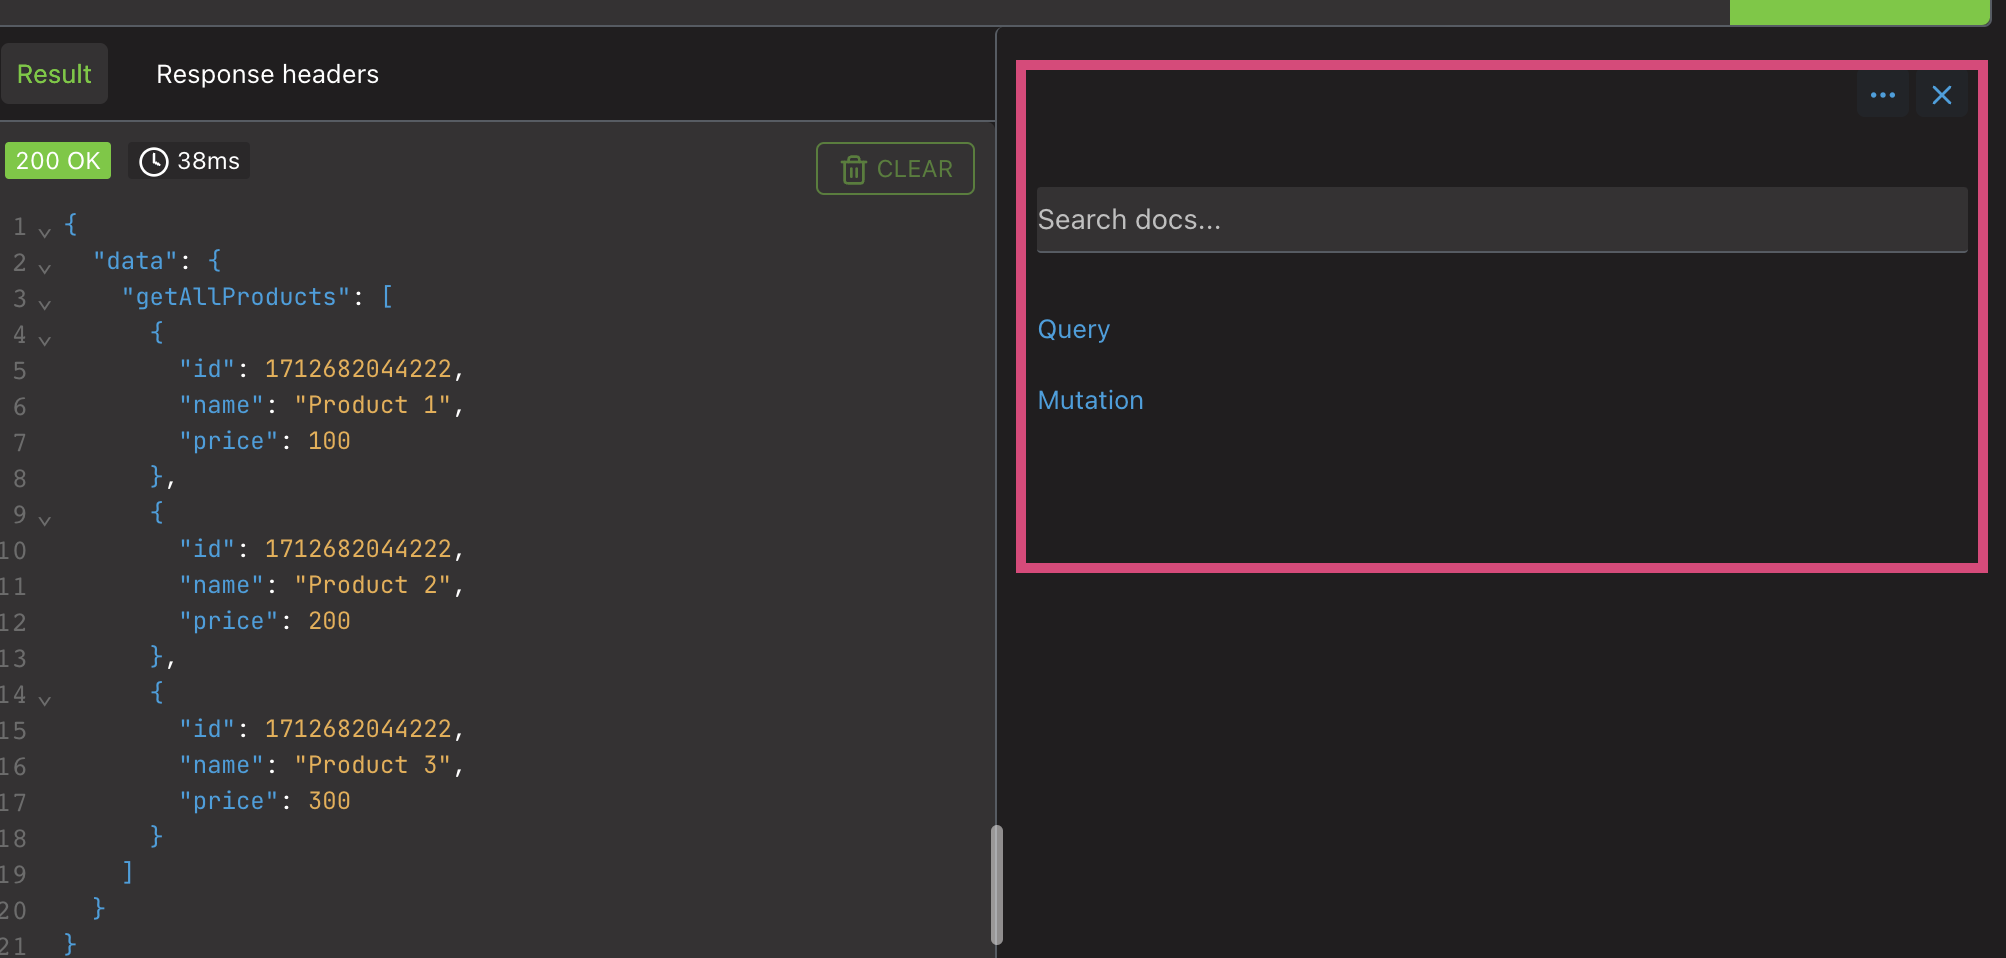 Result
Response headers
200 OK
38ms
CLEAR
1 {
2 "data": {
3 "getAllProducts": [
4 {
5 "id": 1712682044222,
6 "name": "Product 1",
7 "price": 100
8 },
9 {
10 "id": 1712682044222,
11 "name": "Product 2",
12 "price": 200
13 },
14 {
15 "id": 1712682044222,
16 "name": "Product 3",
17 "price": 300
18 }
19 ]
20 }
21 }
Search docs...
Query
Mutation